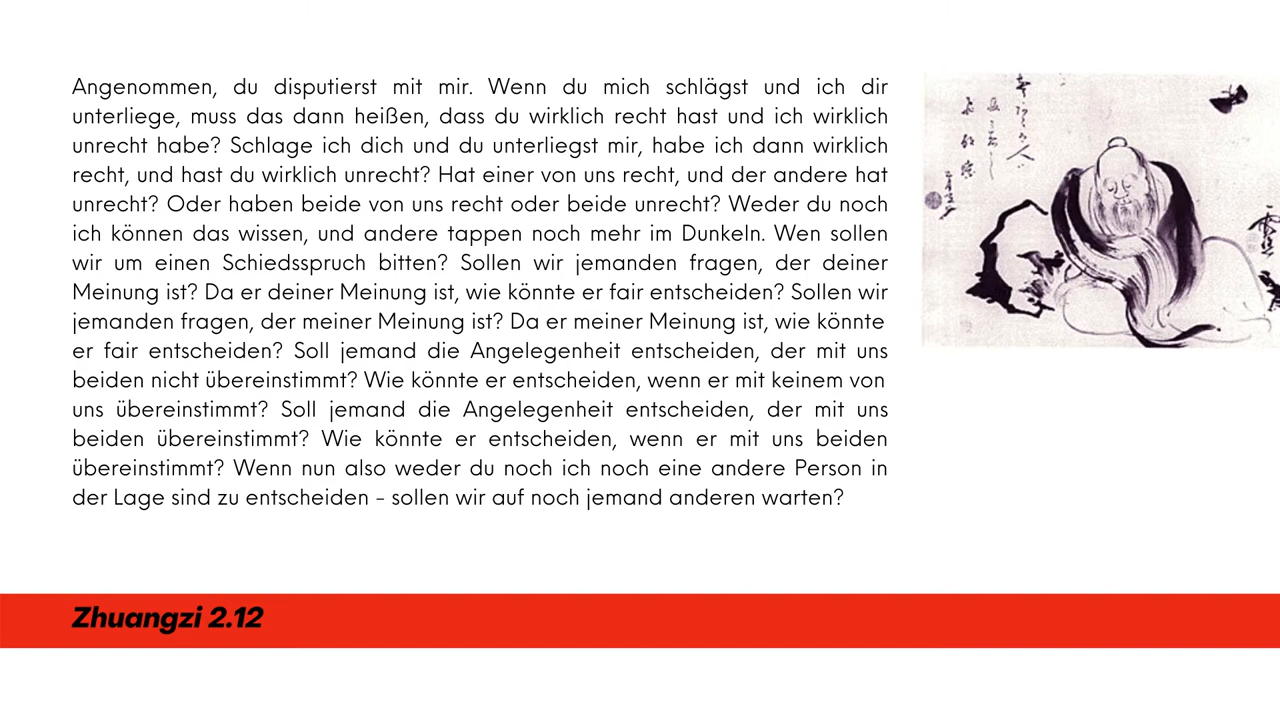 Angenommen, du disputierst mit mir. Wenn du mich schlägst und ich dir
unterliege, muss das dann heißen, dass du wirklich recht hast und ich wirklich
unrecht habe? Schlage ich dich und du unterliegst mir, habe ich dann wirklich
recht, und hast du wirklich unrecht? Hat einer von uns recht, und der andere hat
unrecht? Oder haben beide von uns recht oder beide unrecht? Weder du noch
ich können das wissen, und andere tappen noch mehr im Dunkeln. Wen sollen
wir um einen Schiedsspruch bitten? Sollen wir jemanden fragen, der deiner
Meinung ist? Da er deiner Meinung ist, wie könnte er fair entscheiden? Sollen wir
jemanden fragen, der meiner Meinung ist? Da er meiner Meinung ist, wie könnte
er fair entscheiden? Soll jemand die Angelegenheit entscheiden, der mit uns
beiden nicht übereinstimmt? Wie könnte er entscheiden, wenn er mit keinem von
uns übereinstimmt? Soll jemand die Angelegenheit entscheiden, der mit uns
beiden übereinstimmt? Wie könnte er entscheiden, wenn er mit uns beiden
übereinstimmt? Wenn nun also weder du noch ich noch eine andere Person in
der Lage sind zu entscheiden - sollen wir auf noch jemand anderen warten?
Zhuangzi 2.12